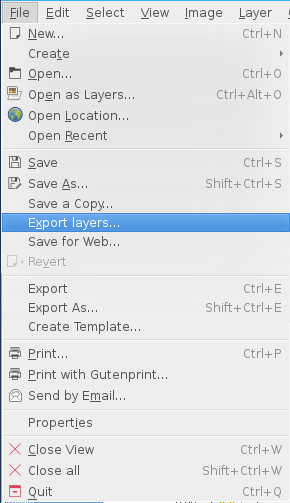 File Edit Select View Image Layer
New... Ctrl+N
Create
Open... Ctrl+O
Open as Layers... Ctrl+Alt+O
Open Location...
Open Recent
Save Ctrl+S
Save As... Shift+Ctrl+S
Save a Copy...
Export layers...
Save for Web...
Revert
Export Ctrl+E
Export As... Shift+Ctrl+E
Create Template...
Print... Ctrl+P
Print with Gutenprint...
Send by Email...
Properties
Close View Ctrl+W
Close all Shift+Ctrl+W
Quit Ctrl+Q